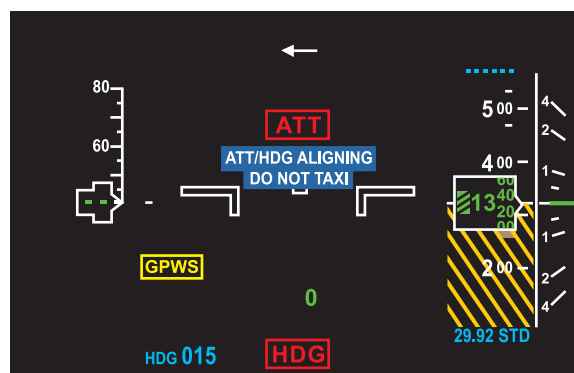 80
60
ATT
ATT/HDG ALIGNING
DO NOT TAXI
GPWS
0
HDG 015
HDG
500
400
13
60
40
20
00
200
29.92 STD
4
2
1
1
2
4